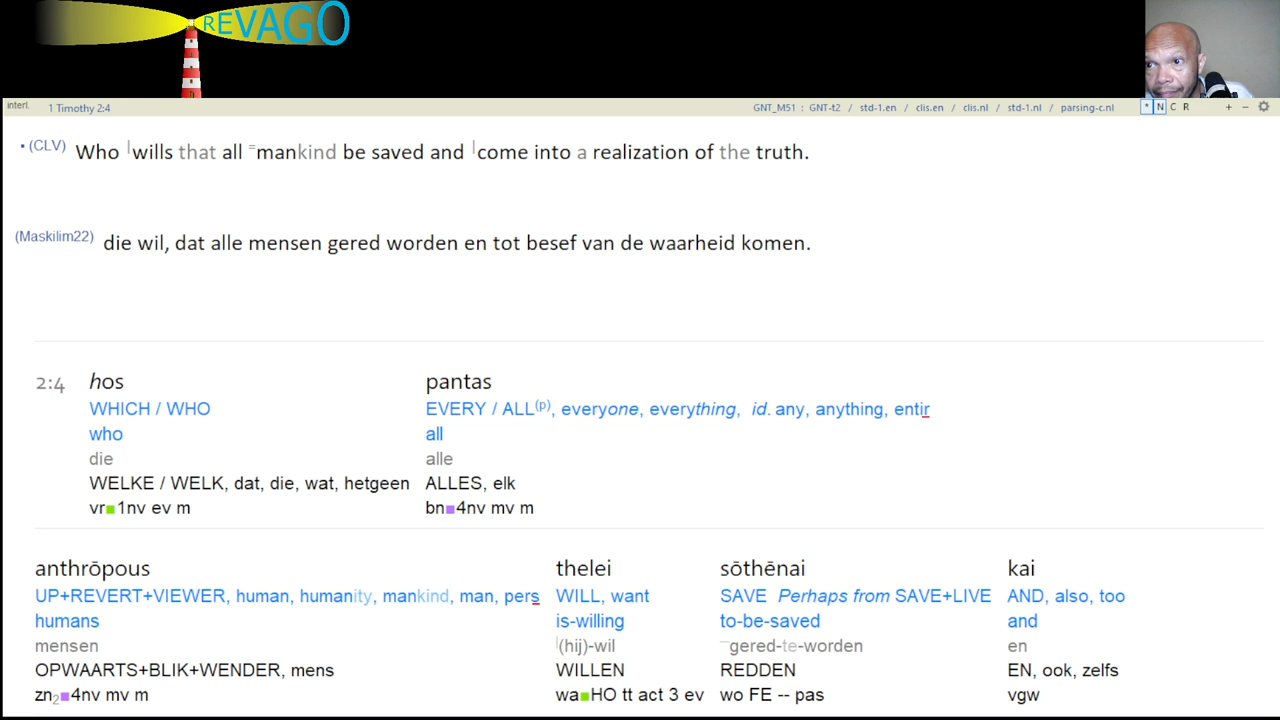 REVAGO
interl. 1 Timothy 2:4 GNT_M51 : GNT-t2 / std-1.en / clis.en / clis.nl / std-1.nl / parsing-c.nl * N C R + −
• (CLV) Who |wills that all =mankind be saved and |come into a realization of the truth.
(Maskilim22) die wil, dat alle mensen gered worden en tot besef van de waarheid komen.
2:4 hos pantas
WHICH / WHO EVERY / ALL(p), everyone, everything, id. any, anything, entir
who all
die alle
WELKE / WELK, dat, die, wat, hetgeen ALLES, elk
vr■1nv ev m bn■4nv mv m
anthrōpous thelei sōthēnai kai
UP+REVERT+VIEWER, human, humanity, mankind, man, pers WILL, want SAVE Perhaps from SAVE+LIVE AND, also, too
humans is-willing to-be-saved and
mensen |(hij)-wil ¯gered-te-worden en
OPWAARTS+BLIK+WENDER, mens WILLEN REDDEN EN, ook, zelfs
zn2■4nv mv m wa■HO tt act 3 ev wo FE -- pas vgw